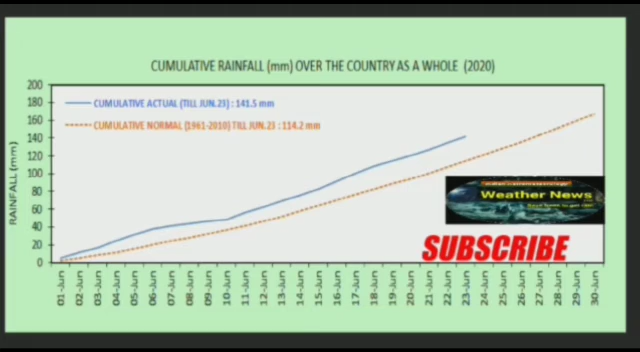 CUMULATIVE RAINFALL (mm) OVER THE COUNTRY AS A WHOLE (2020)
200
180
160
140
120
100
80
60
40
20
0
RAINFALL (mm)
CUMULATIVE ACTUAL (TILL JUN.23) : 141.5 mm
CUMULATIVE NORMAL (1961-2010) TILL JUN.23 : 114.2 mm
Weather News
SUBSCRIBE
01-Jun
02-Jun
03-Jun
04-Jun
05-Jun
06-Jun
07-Jun
08-Jun
09-Jun
10-Jun
11-Jun
12-Jun
13-Jun
14-Jun
15-Jun
16-Jun
17-Jun
18-Jun
19-Jun
20-Jun
21-Jun
22-Jun
23-Jun
24-Jun
25-Jun
26-Jun
27-Jun
28-Jun
29-Jun
30-Jun